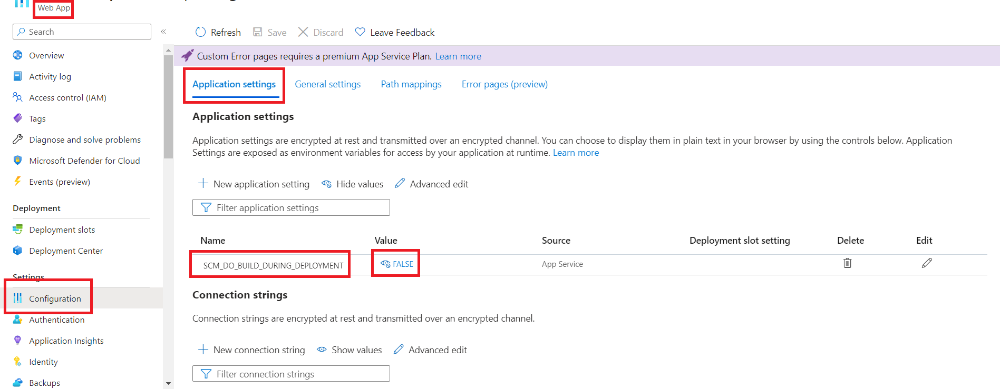 Web App
Search
«
Refresh
Save
Discard
Leave Feedback
Custom Error pages requires a premium App Service Plan. Learn more
Overview
Activity log
Access control (IAM)
Tags
Diagnose and solve problems
Microsoft Defender for Cloud
Events (preview)
Deployment
Deployment slots
Deployment Center
Settings
Configuration
Authentication
Application Insights
Identity
Backups
Application settings
General settings
Path mappings
Error pages (preview)
Application settings
Application settings are encrypted at rest and transmitted over an encrypted channel. You can choose to display them in plain text in your browser by using the controls below. Application
Settings are exposed as environment variables for access by your application at runtime. Learn more
New application setting
Hide values
Advanced edit
Filter application settings
Name Value Source Deployment slot setting Delete Edit
SCM_DO_BUILD_DURING_DEPLOYMENT FALSE App Service
Connection strings
Connection strings are encrypted at rest and transmitted over an encrypted channel.
New connection string
Show values
Advanced edit
Filter connection strings